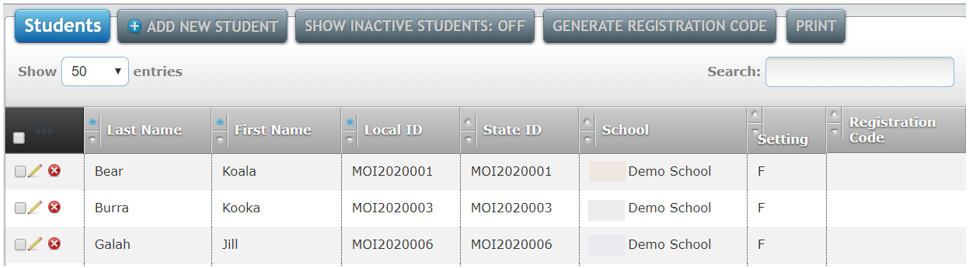 Students ADD NEW STUDENT SHOW INACTIVE STUDENTS: OFF GENERATE REGISTRATION CODE PRINT
Show 50 entries Search:
Last Name First Name Local ID State ID School Setting Registration Code
Bear Koala MOI2020001 MOI2020001 Demo School F
Burra Kooka MOI2020003 MOI2020003 Demo School F
Galah Jill MOI2020006 MOI2020006 Demo School F